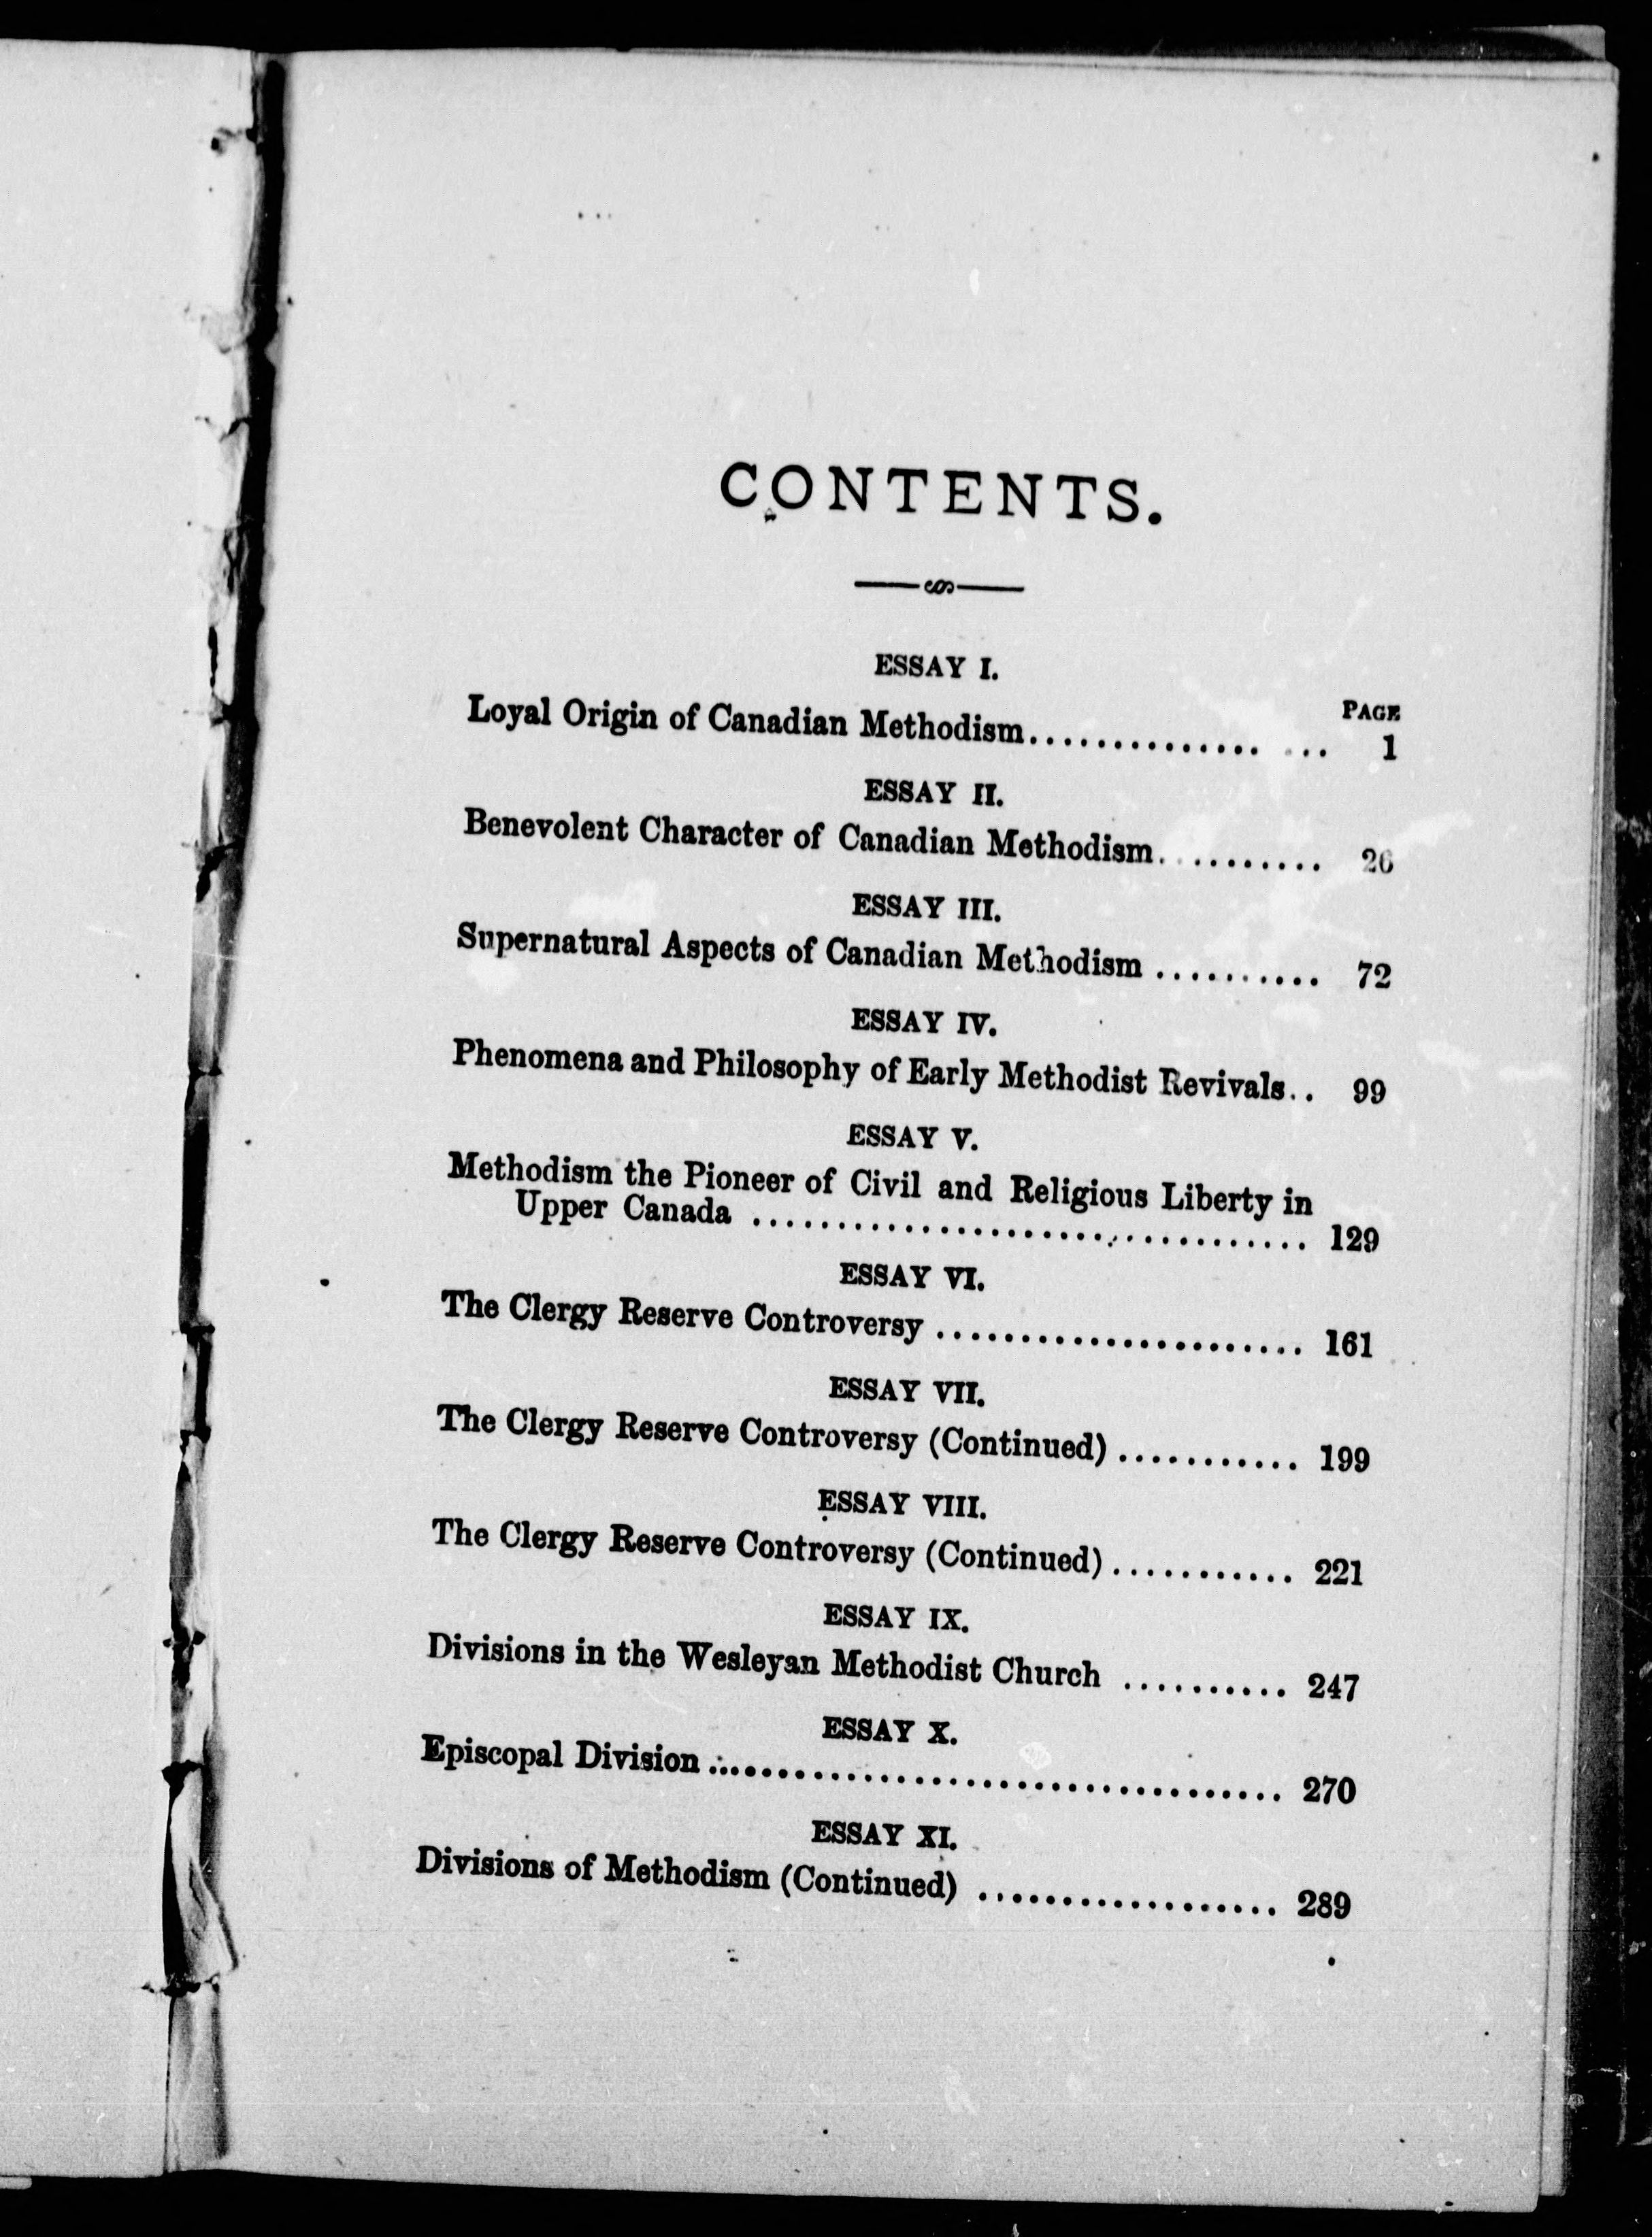 CONTENTS.
ESSAY I.
PAGE
Loyal Origin of Canadian Methodism.............. ... 1
ESSAY II.
Benevolent Character of Canadian Methodism.......... 26
ESSAY III.
Supernatural Aspects of Canadian Methodism .......... 72
ESSAY IV.
Phenomena and Philosophy of Early Methodist Revivals.. 99
ESSAY V.
Methodism the Pioneer of Civil and Religious Liberty in
Upper Canada ................................. 129
ESSAY VI.
The Clergy Reserve Controversy ...................... 161
ESSAY VII.
The Clergy Reserve Controversy (Continued) ........... 199
ESSAY VIII.
The Clergy Reserve Controversy (Continued) ........... 221
ESSAY IX.
Divisions in the Wesleyan Methodist Church .......... 247
ESSAY X.
Episcopal Division .................................. 270
ESSAY XI.
Divisions of Methodism (Continued) .................. 289